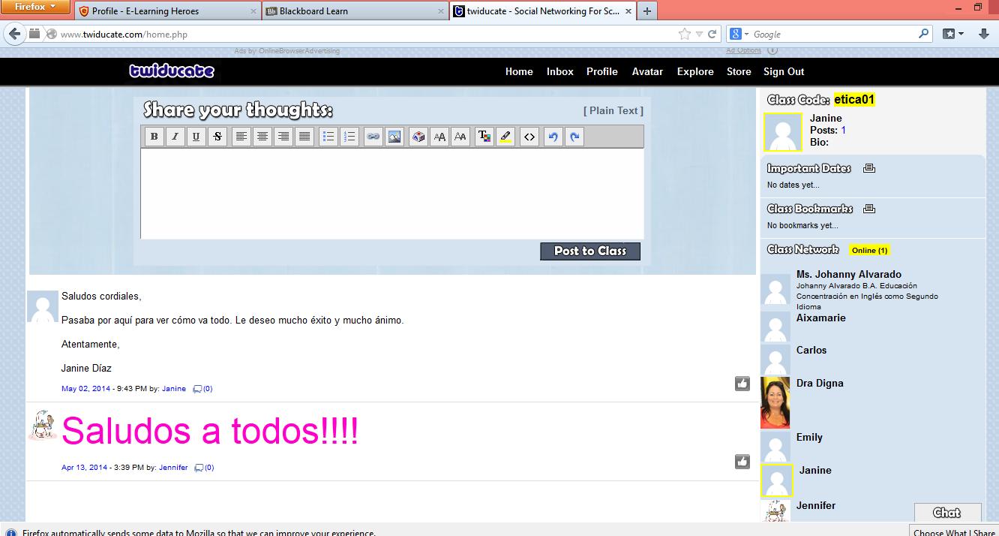 Firefox
Profile - E-Learning Heroes
Blackboard Learn
twiducate - Social Networking For Sc...
www.twiducate.com/home.php
Google
Ads by OnlineBrowserAdvertising
Ad Options
twiducate
Home Inbox Profile Avatar Explore Store Sign Out
Share your thoughts:
[ Plain Text ]
Post to Class
Saludos cordiales,
Pasaba por aquí para ver cómo va todo. Le deseo mucho éxito y mucho ánimo.
Atentamente,
Janine Díaz
May 02, 2014 - 9:43 PM by: Janine (0)
Saludos a todos!!!!
Apr 13, 2014 - 3:39 PM by: Jennifer (0)
Class Code: etica01
Janine
Posts: 1
Bio:
Important Dates
No dates yet...
Class Bookmarks
No bookmarks yet...
Class Network Online (1)
Ms. Johanny Alvarado
Johanny Alvarado B.A. Educación
Concentración en Inglés como Segundo
Idioma
Aixamarie
Carlos
Dra Digna
Emily
Janine
Jennifer
Chat
Firefox automatically sends some data to Mozilla so that we can improve your experience.
Choose What I Share